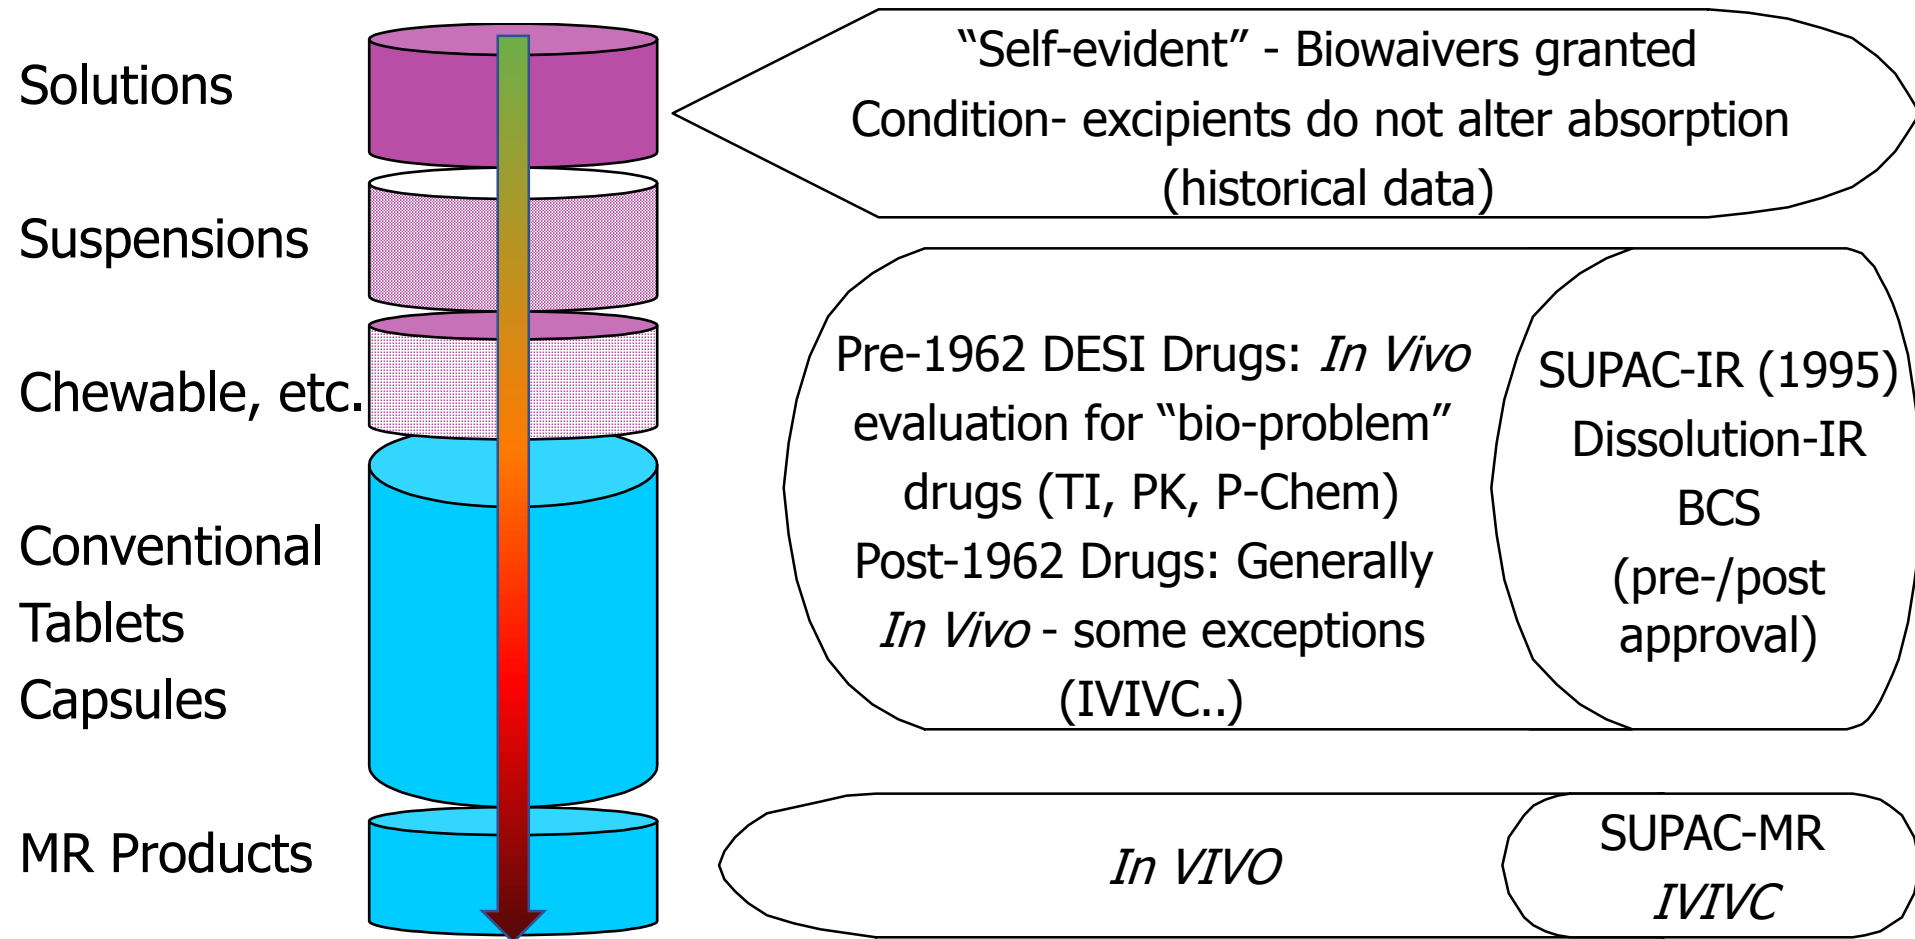 Solutions
Suspensions
Chewable, etc.
Conventional
Tablets
Capsules
MR Products
“Self-evident” - Biowaivers granted
Condition- excipients do not alter absorption
(historical data)
Pre-1962 DESI Drugs: In Vivo
evaluation for “bio-problem”
drugs (TI, PK, P-Chem)
Post-1962 Drugs: Generally
In Vivo - some exceptions
(IVIVC..)
SUPAC-IR (1995)
Dissolution-IR
BCS
(pre-/post
approval)
In VIVO
SUPAC-MR
IVIVC